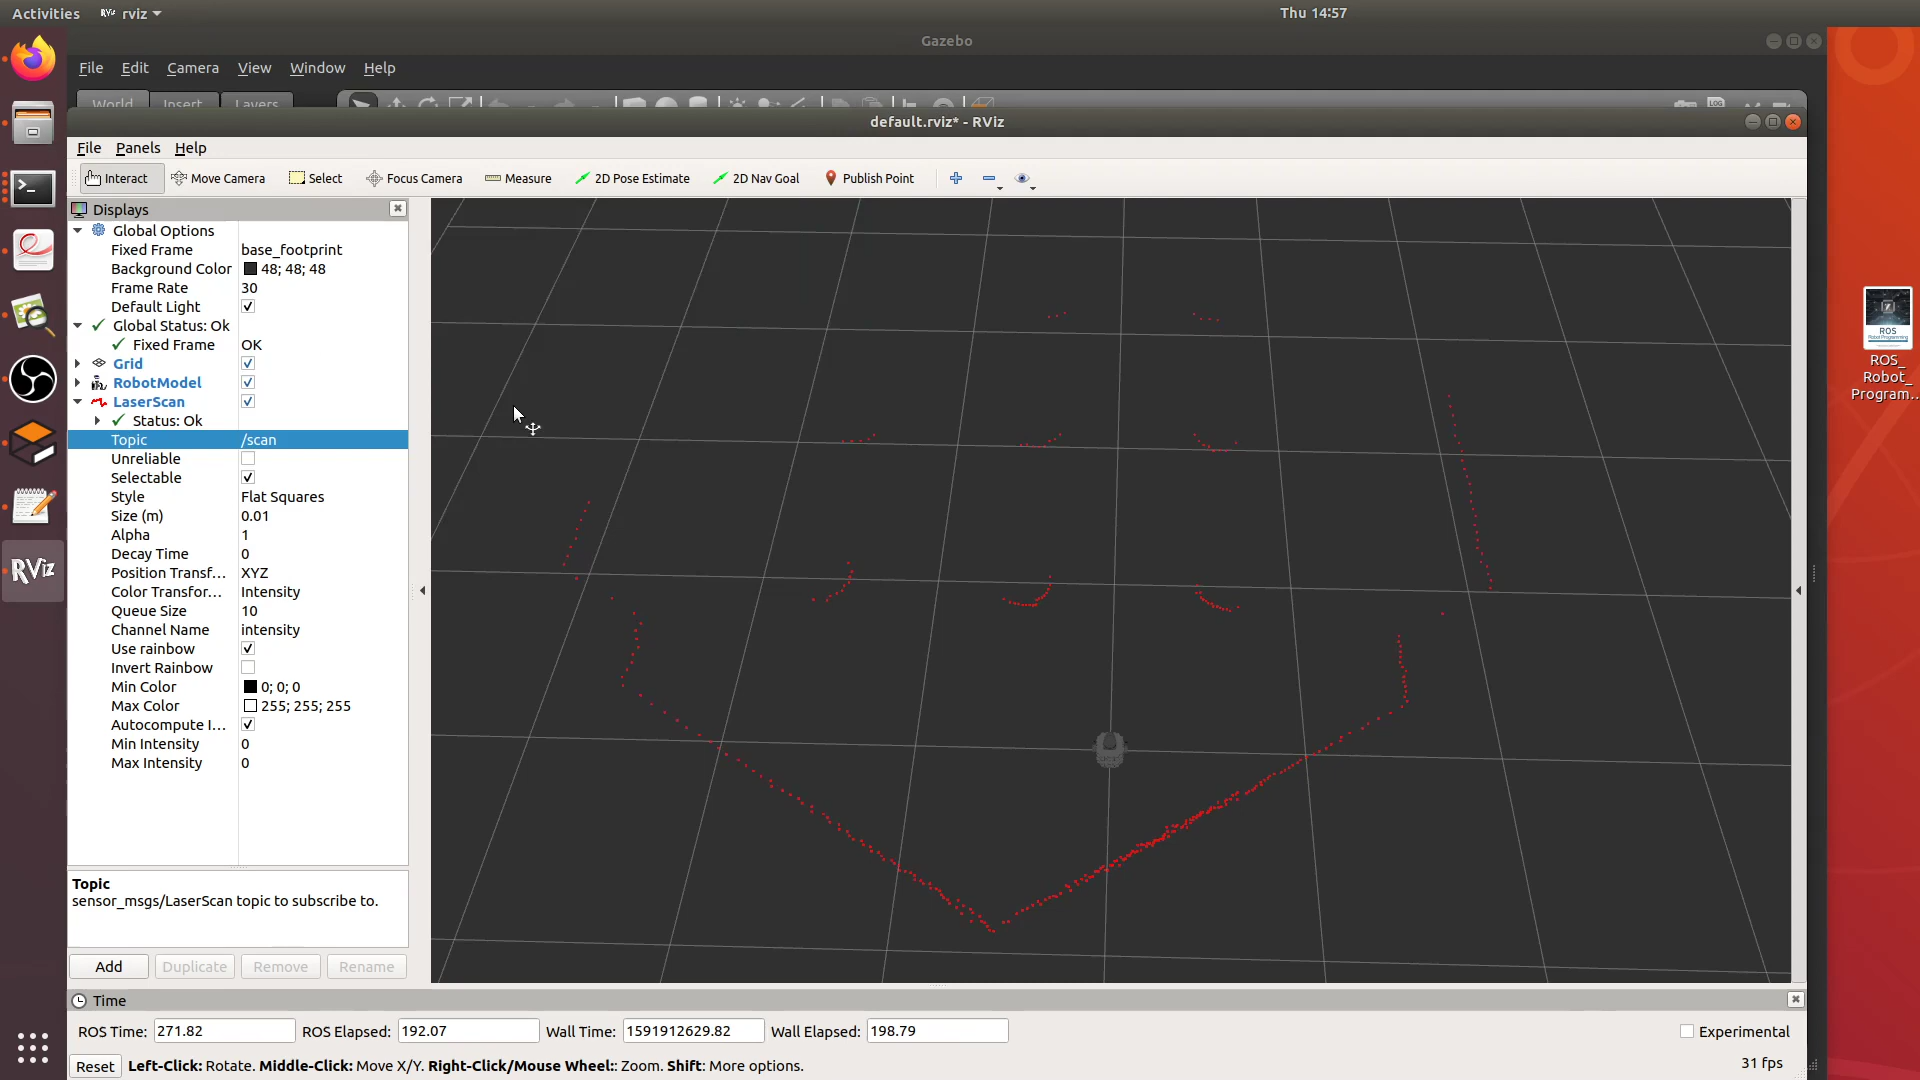 Activities rviz Thu 14:57
Gazebo
File Edit Camera View Window Help
World Insert Layers LOG
default.rviz* - RViz
File Panels Help
Interact Move Camera Select Focus Camera Measure 2D Pose Estimate 2D Nav Goal Publish Point
Displays
Global Options
Fixed Frame base_footprint
Background Color 48; 48; 48
Frame Rate 30
Default Light
Global Status: Ok
Fixed Frame OK
Grid
RobotModel
LaserScan
Status: Ok
Topic /scan
Unreliable
Selectable
Style Flat Squares
Size (m) 0.01
Alpha 1
Decay Time 0
Position Transf... XYZ
Color Transfor... Intensity
Queue Size 10
Channel Name intensity
Use rainbow
Invert Rainbow
Min Color 0; 0; 0
Max Color 255; 255; 255
Autocompute I...
Min Intensity 0
Max Intensity 0
Topic
sensor_msgs/LaserScan topic to subscribe to.
Add Duplicate Remove Rename
Time
ROS Time: 271.82 ROS Elapsed: 192.07 Wall Time: 1591912629.82 Wall Elapsed: 198.79 Experimental
Reset Left-Click: Rotate. Middle-Click: Move X/Y. Right-Click/Mouse Wheel:: Zoom. Shift: More options. 31 fps
RViz
ROS
Robot Programming
ROS_
Robot_
Program...